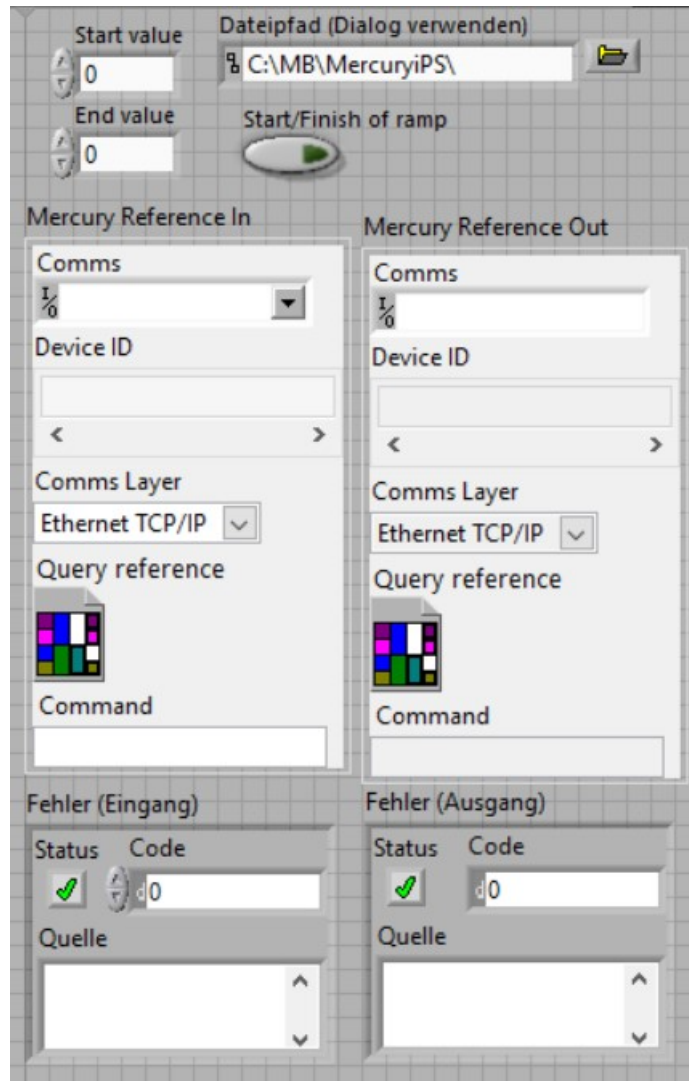 Start value
Dateipfad (Dialog verwenden)
0
C:\MB\MercuryiPS\
End value
Start/Finish of ramp
0
Mercury Reference In
Comms
I/O
Device ID
Comms Layer
Ethernet TCP/IP
Query reference
Command
Mercury Reference Out
Comms
I/O
Device ID
Comms Layer
Ethernet TCP/IP
Query reference
Command
Fehler (Eingang)
Status Code
d 0
Quelle
Fehler (Ausgang)
Status Code
d 0
Quelle